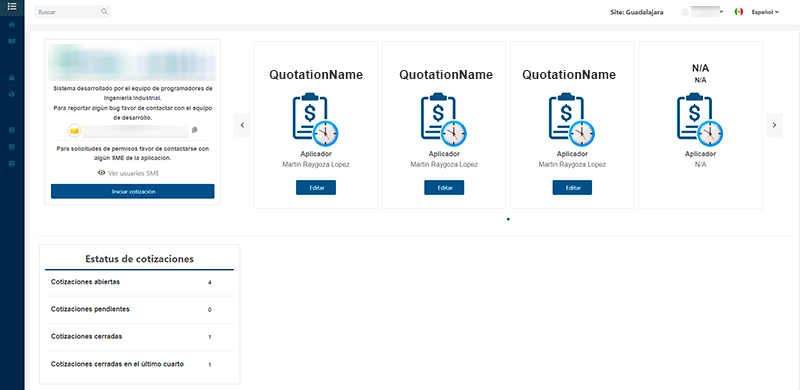 Buscar
Site: Guadalajara
Español
Sistema desarrollado por el equipo de programadores de
Ingeniería Industrial.
Para reportar algún bug favor de contactar con el equipo
de desarrollo.
Para solicitudes de permisos favor de contactarse con
algún SME de la aplicación.
Ver usuarios SME
Iniciar cotización
QuotationName
Aplicador
Martin Raygoza Lopez
Editar
QuotationName
Aplicador
Martin Raygoza Lopez
Editar
QuotationName
Aplicador
Martin Raygoza Lopez
Editar
N/A
N/A
Aplicador
N/A
Estatus de cotizaciones
Cotizaciones abiertas 4
Cotizaciones pendientes 0
Cotizaciones cerradas 1
Cotizaciones cerradas en el último cuarto 1